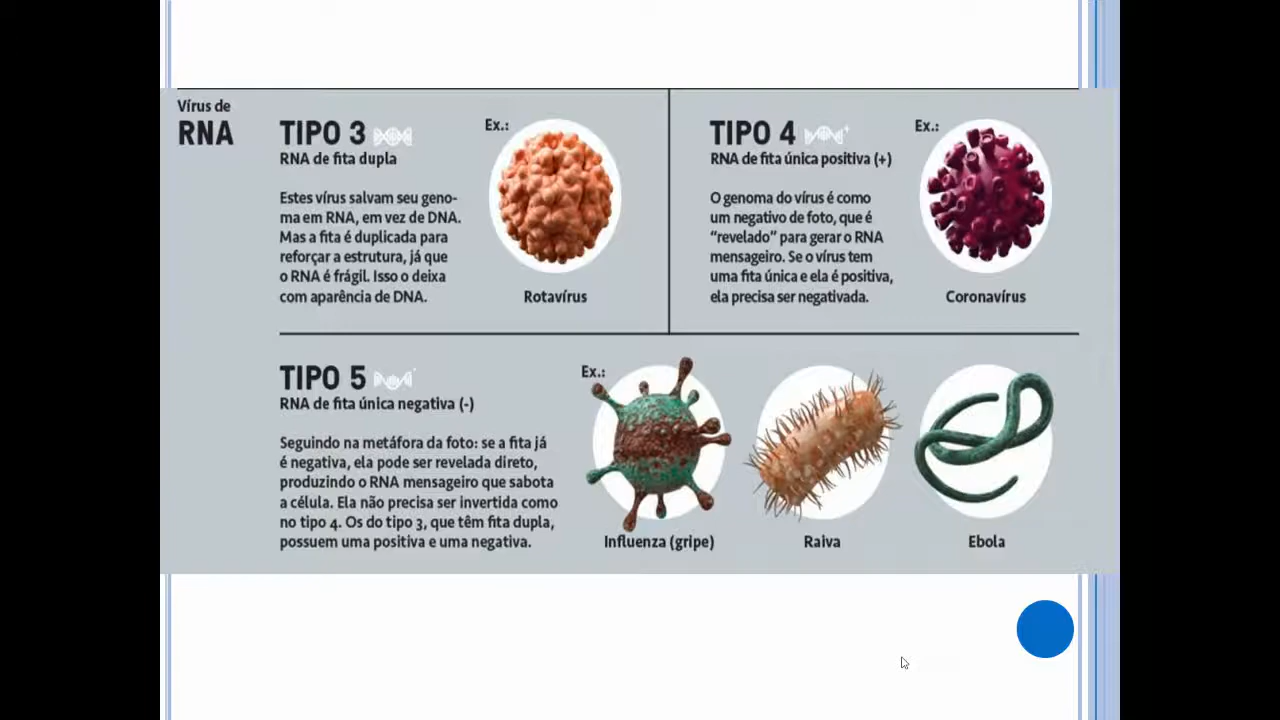 Vírus de
RNA
TIPO 3
RNA de fita dupla
Estes vírus salvam seu geno-
ma em RNA, em vez de DNA.
Mas a fita é duplicada para
reforçar a estrutura, já que
o RNA é frágil. Isso o deixa
com aparência de DNA.
Ex.:
Rotavírus
TIPO 4
RNA de fita única positiva (+)
O genoma do vírus é como
um negativo de foto, que é
“revelado” para gerar o RNA
mensageiro. Se o vírus tem
uma fita única e ela é positiva,
ela precisa ser negativada.
Ex.:
Coronavírus
TIPO 5
RNA de fita única negativa (-)
Seguindo na metáfora da foto: se a fita já
é negativa, ela pode ser revelada direto,
produzindo o RNA mensageiro que sabota
a célula. Ela não precisa ser invertida como
no tipo 4. Os do tipo 3, que têm fita dupla,
possuem uma positiva e uma negativa.
Ex.:
Influenza (gripe)
Raiva
Ebola